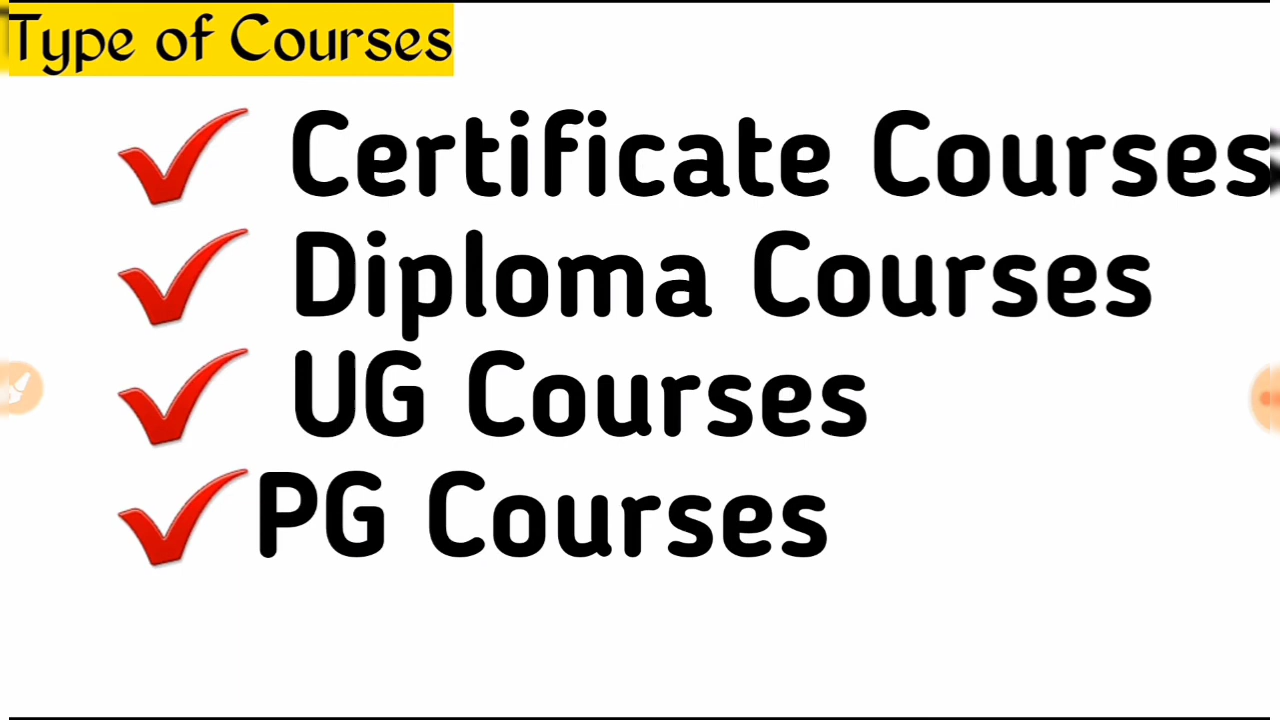 Type of Courses
Certificate Courses
Diploma Courses
UG Courses
PG Courses